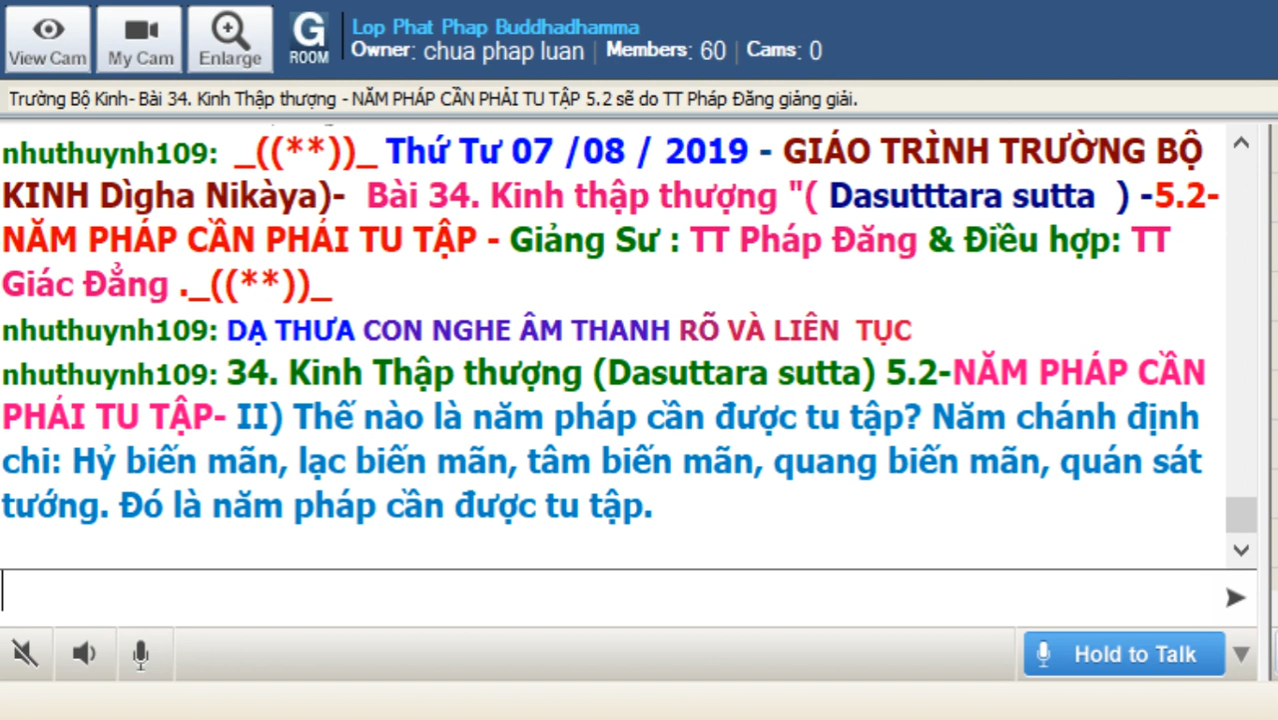 Lop Phat Phap Buddhadhamma
View Cam My Cam Enlarge G ROOM Owner: chua phap luan | Members: 60 | Cams: 0
Trường Bộ Kinh- Bài 34. Kinh Thập thượng - NĂM PHÁP CẦN PHẢI TU TẬP 5.2 sẽ do TT Pháp Đăng giảng giải.
nhuthuynh109: _((**))_ Thứ Tư 07 /08 / 2019 - GIÁO TRÌNH TRƯỜNG BỘ
KINH Dìgha Nikàya)- Bài 34. Kinh thập thượng "( Dasutttara sutta ) -5.2-
NĂM PHÁP CẦN PHẢI TU TẬP - Giảng Sư : TT Pháp Đăng & Điều hợp: TT
Giác Đẳng ._((**))_
nhuthuynh109: DẠ THƯA CON NGHE ÂM THANH RÕ VÀ LIÊN TỤC
nhuthuynh109: 34. Kinh Thập thượng (Dasuttara sutta) 5.2-NĂM PHÁP CẦN
PHẢI TU TẬP- II) Thế nào là năm pháp cần được tu tập? Năm chánh định
chi: Hỷ biến mãn, lạc biến mãn, tâm biến mãn, quang biến mãn, quán sát
tướng. Đó là năm pháp cần được tu tập.
Hold to Talk